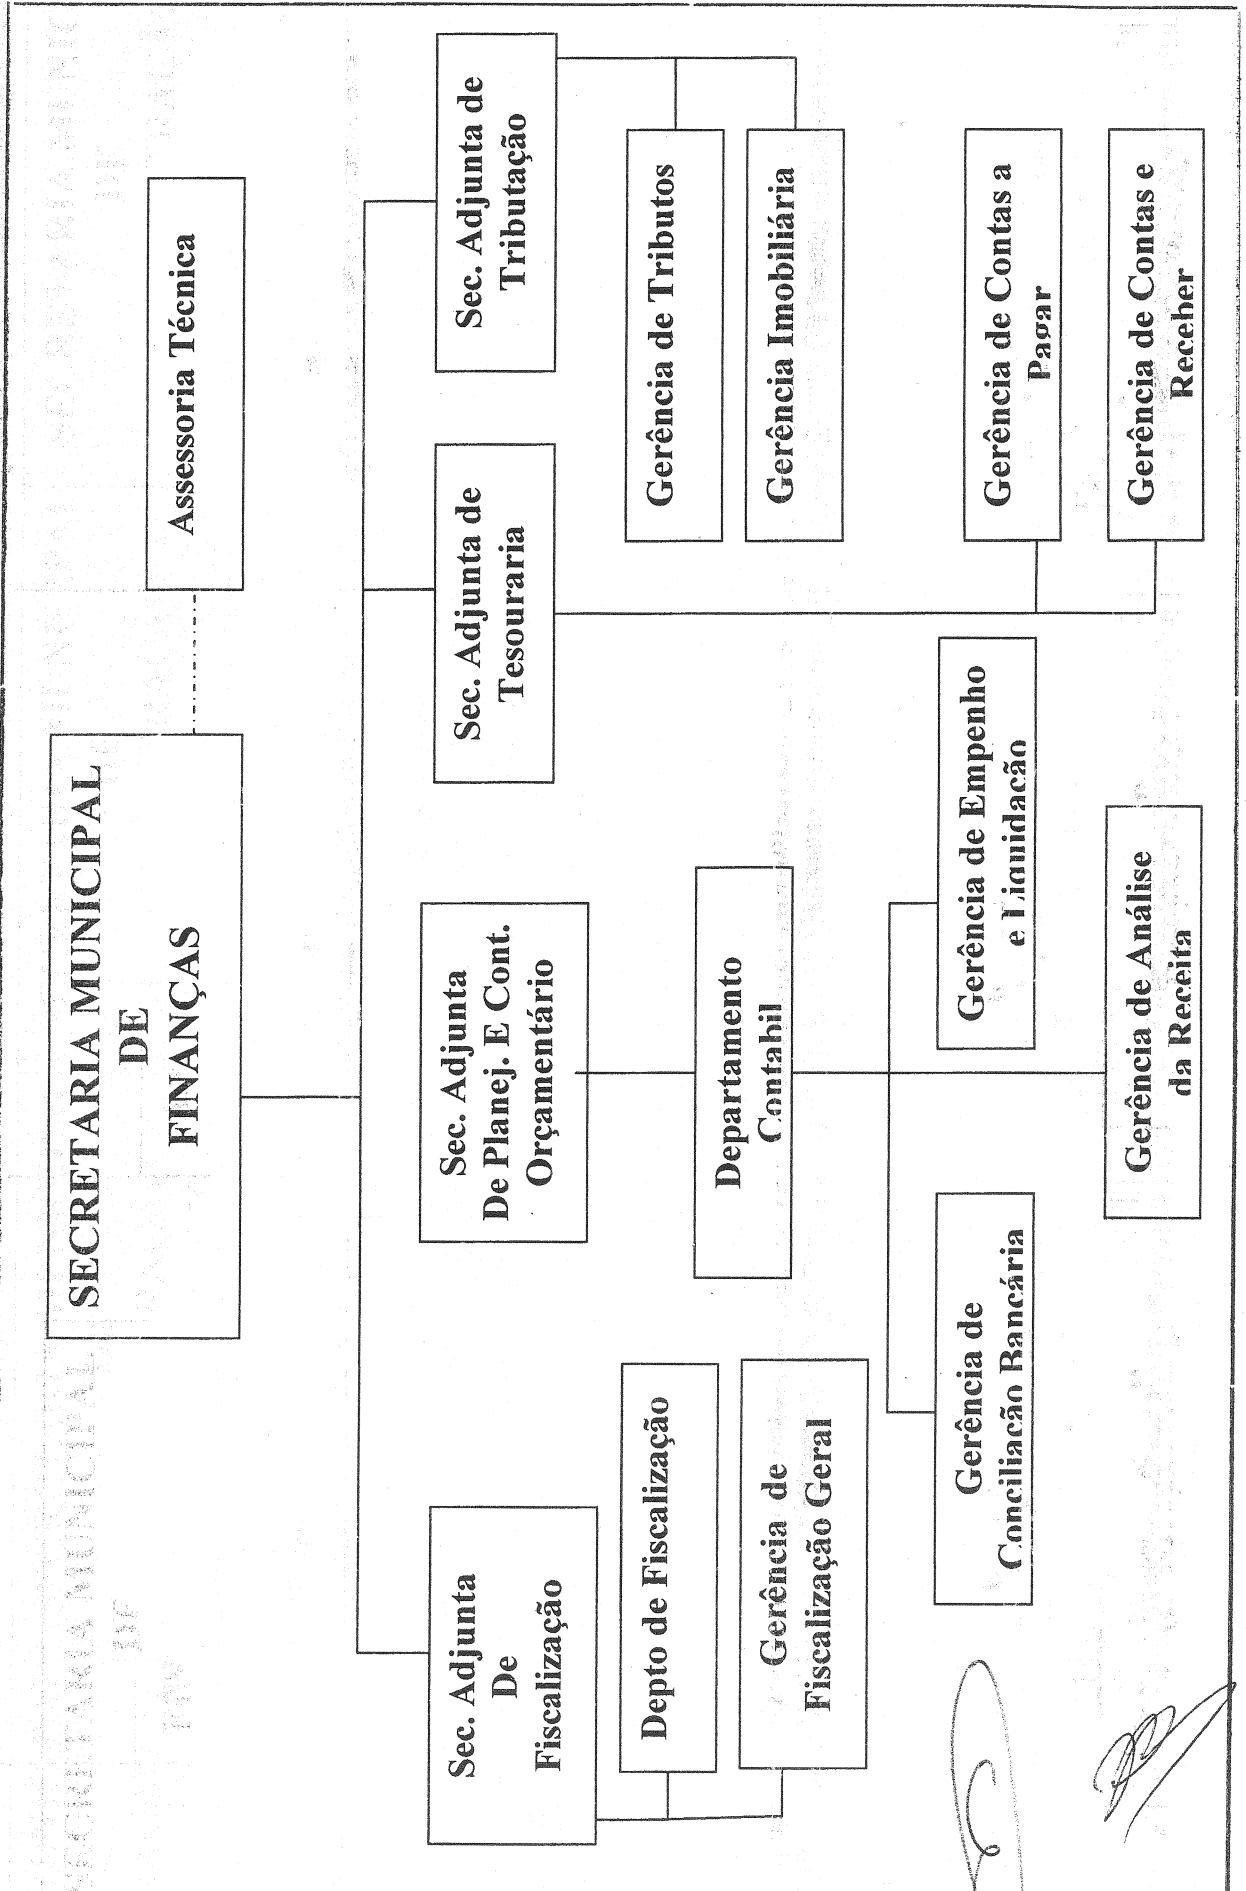 SECRETARIA MUNICIPAL
DE
FINANÇAS
Assessoria Técnica
Sec. Adjunta
De
Fiscalização
Sec. Adjunta
De Planej. E Cont.
Orçamentário
Sec. Adjunta de
Tesouraria
Sec. Adjunta de
Tributação
Depto de Fiscalização
Gerência de
Fiscalização Geral
Departamento
Contabil
Gerência de Tributos
Gerência Imobiliária
Gerência de
Conciliação Bancária
Gerência de Empenho
e Liquidação
Gerência de Análise
da Receita
Gerência de Contas a
Pagar
Gerência de Contas e
Receber
SECRETARIA MUNICIPAL
DE